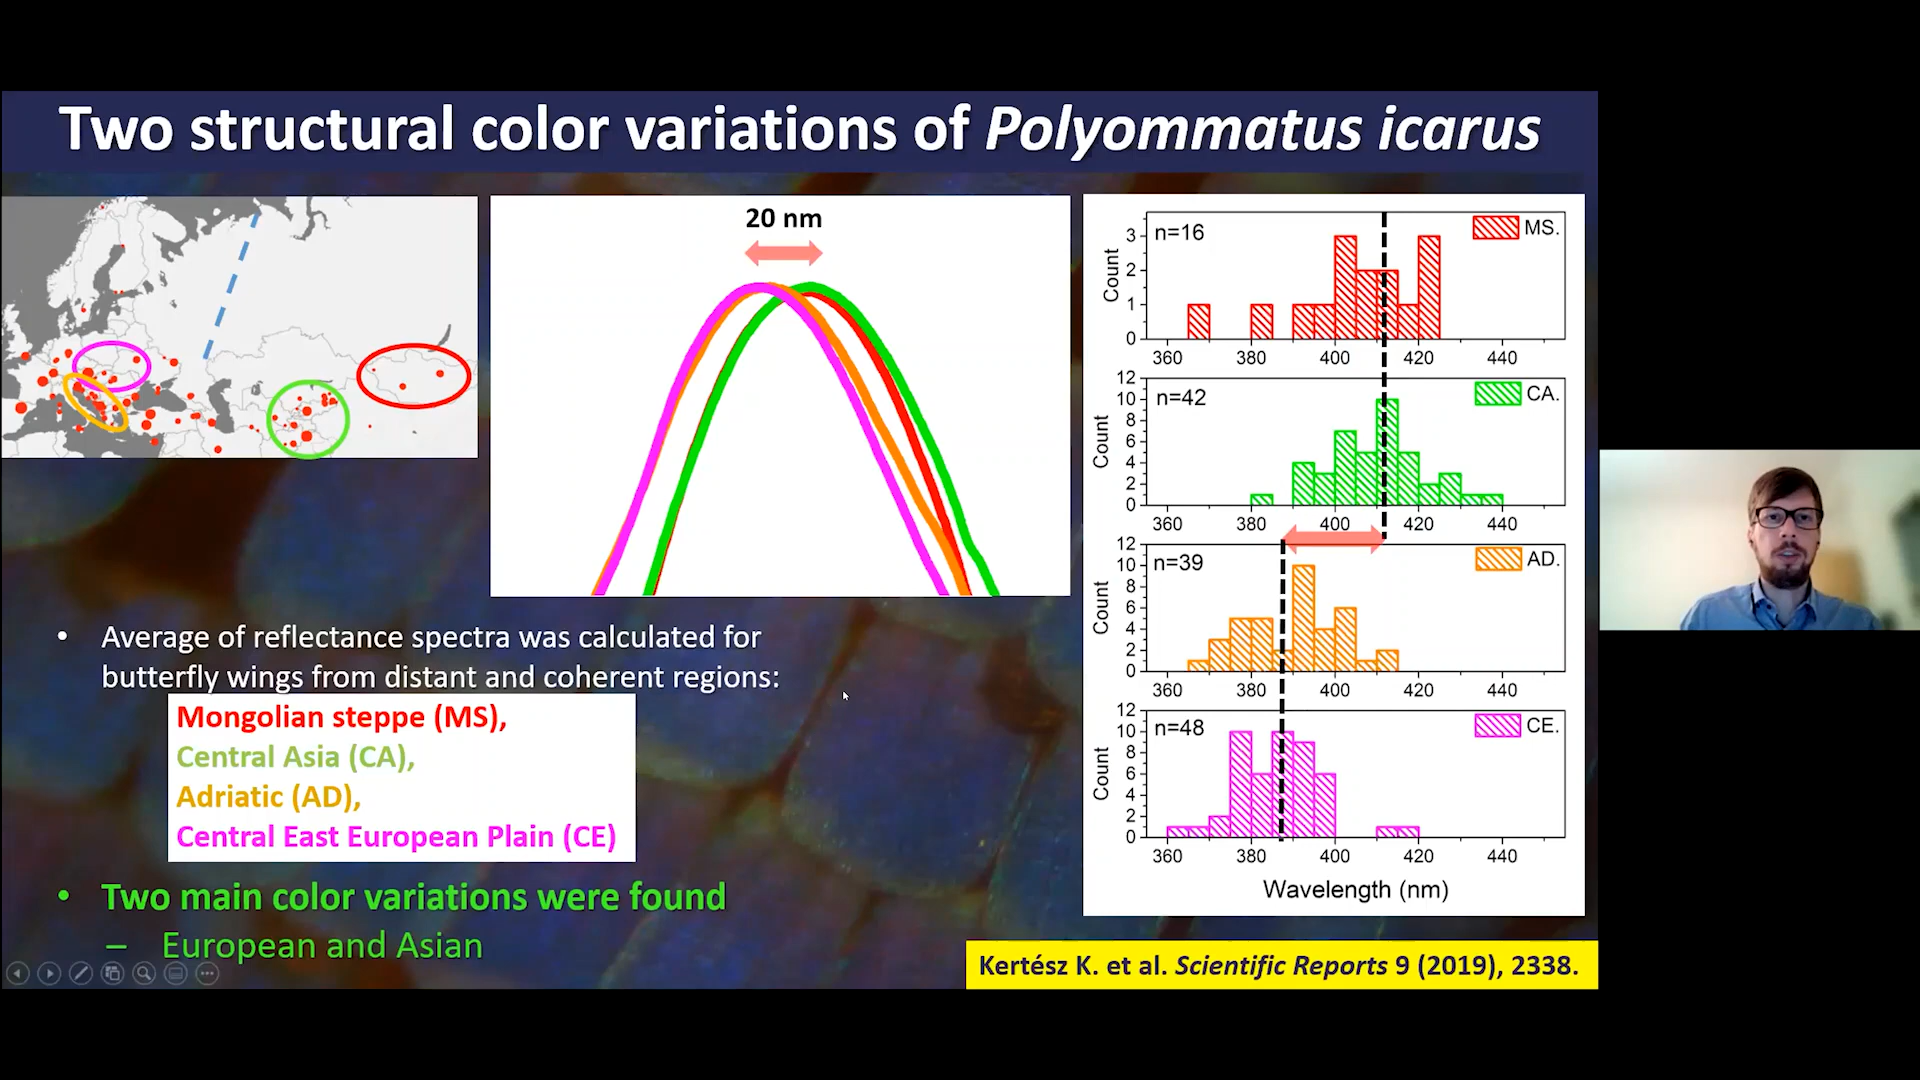 Two structural color variations of Polyommatus icarus
20 nm
• Average of reflectance spectra was calculated for
butterfly wings from distant and coherent regions:
Mongolian steppe (MS),
Central Asia (CA),
Adriatic (AD),
Central East European Plain (CE)
• Two main color variations were found
– European and Asian
n=16
MS.
Count
3
2
1
0
360 380 400 420 440
n=42
CA.
Count
12
10
8
6
4
2
0
360 380 400 420 440
n=39
AD.
Count
12
10
8
6
4
2
0
360 380 400 420 440
n=48
CE.
Count
12
10
8
6
4
2
0
360 380 400 420 440
Wavelength (nm)
Kertész K. et al. Scientific Reports 9 (2019), 2338.